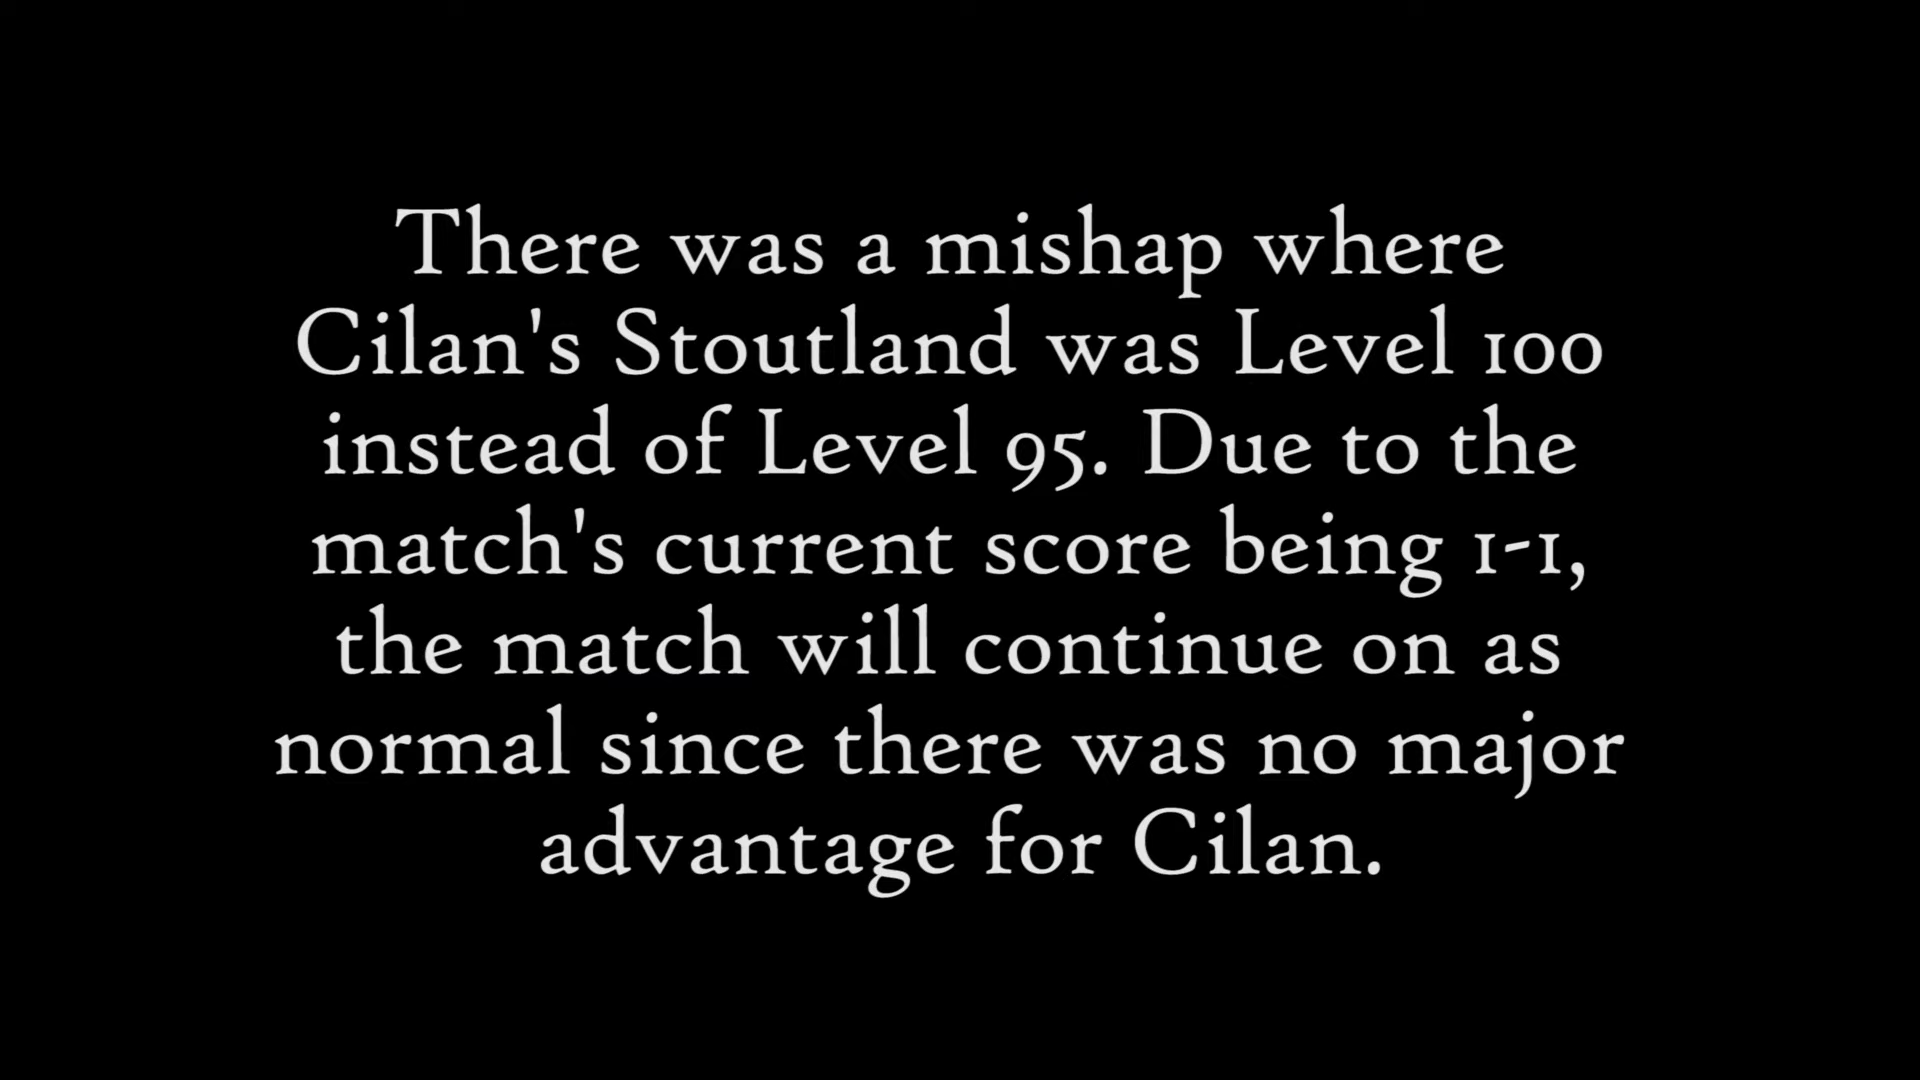 There was a mishap where
Cilan's Stoutland was Level 100
instead of Level 95. Due to the
match's current score being 1-1,
the match will continue on as
normal since there was no major
advantage for Cilan.